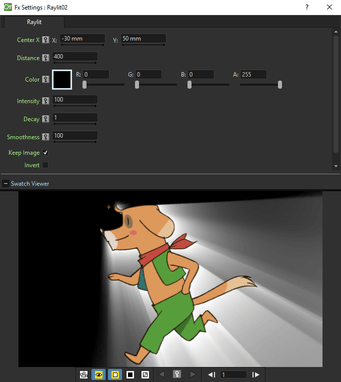 Fx Settings : Raylit02
Raylit
Center X X: -30 mm Y: 50 mm
Distance 400
Color R: 0 G: 0 B: 0 A: 255
Intensity 100
Decay 1
Smoothness 100
Keep Image
Invert
Swatch Viewer
1